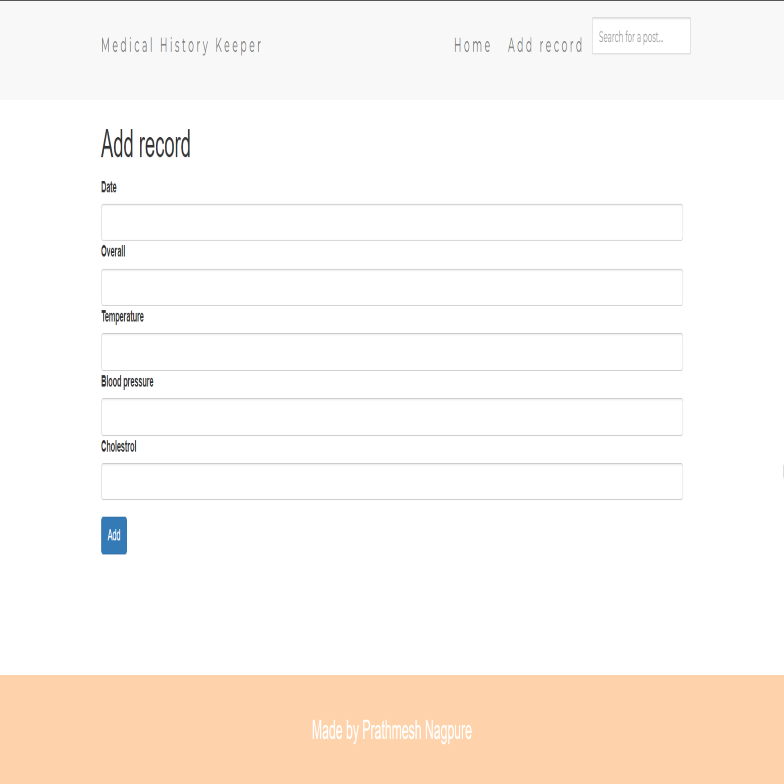 Medical History Keeper
Home
Add record
Search for a post...
Add record
Date
Overall
Temperature
Blood pressure
Cholestrol
Add
Made by Prathmesh Nagpure